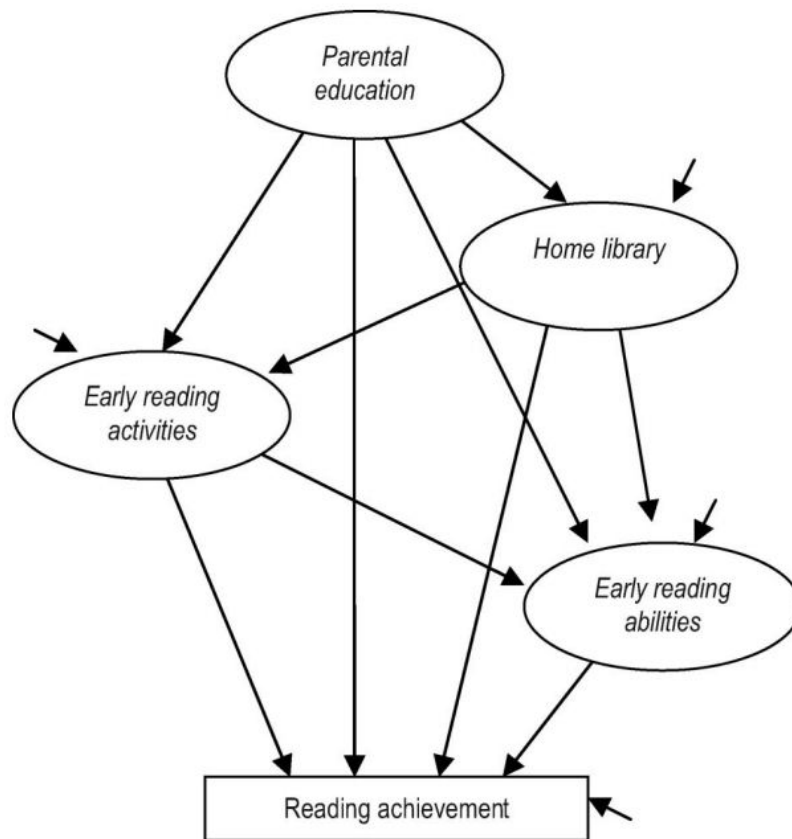 Parental
education
Home library
Early reading
activities
Early reading
abilities
Reading achievement